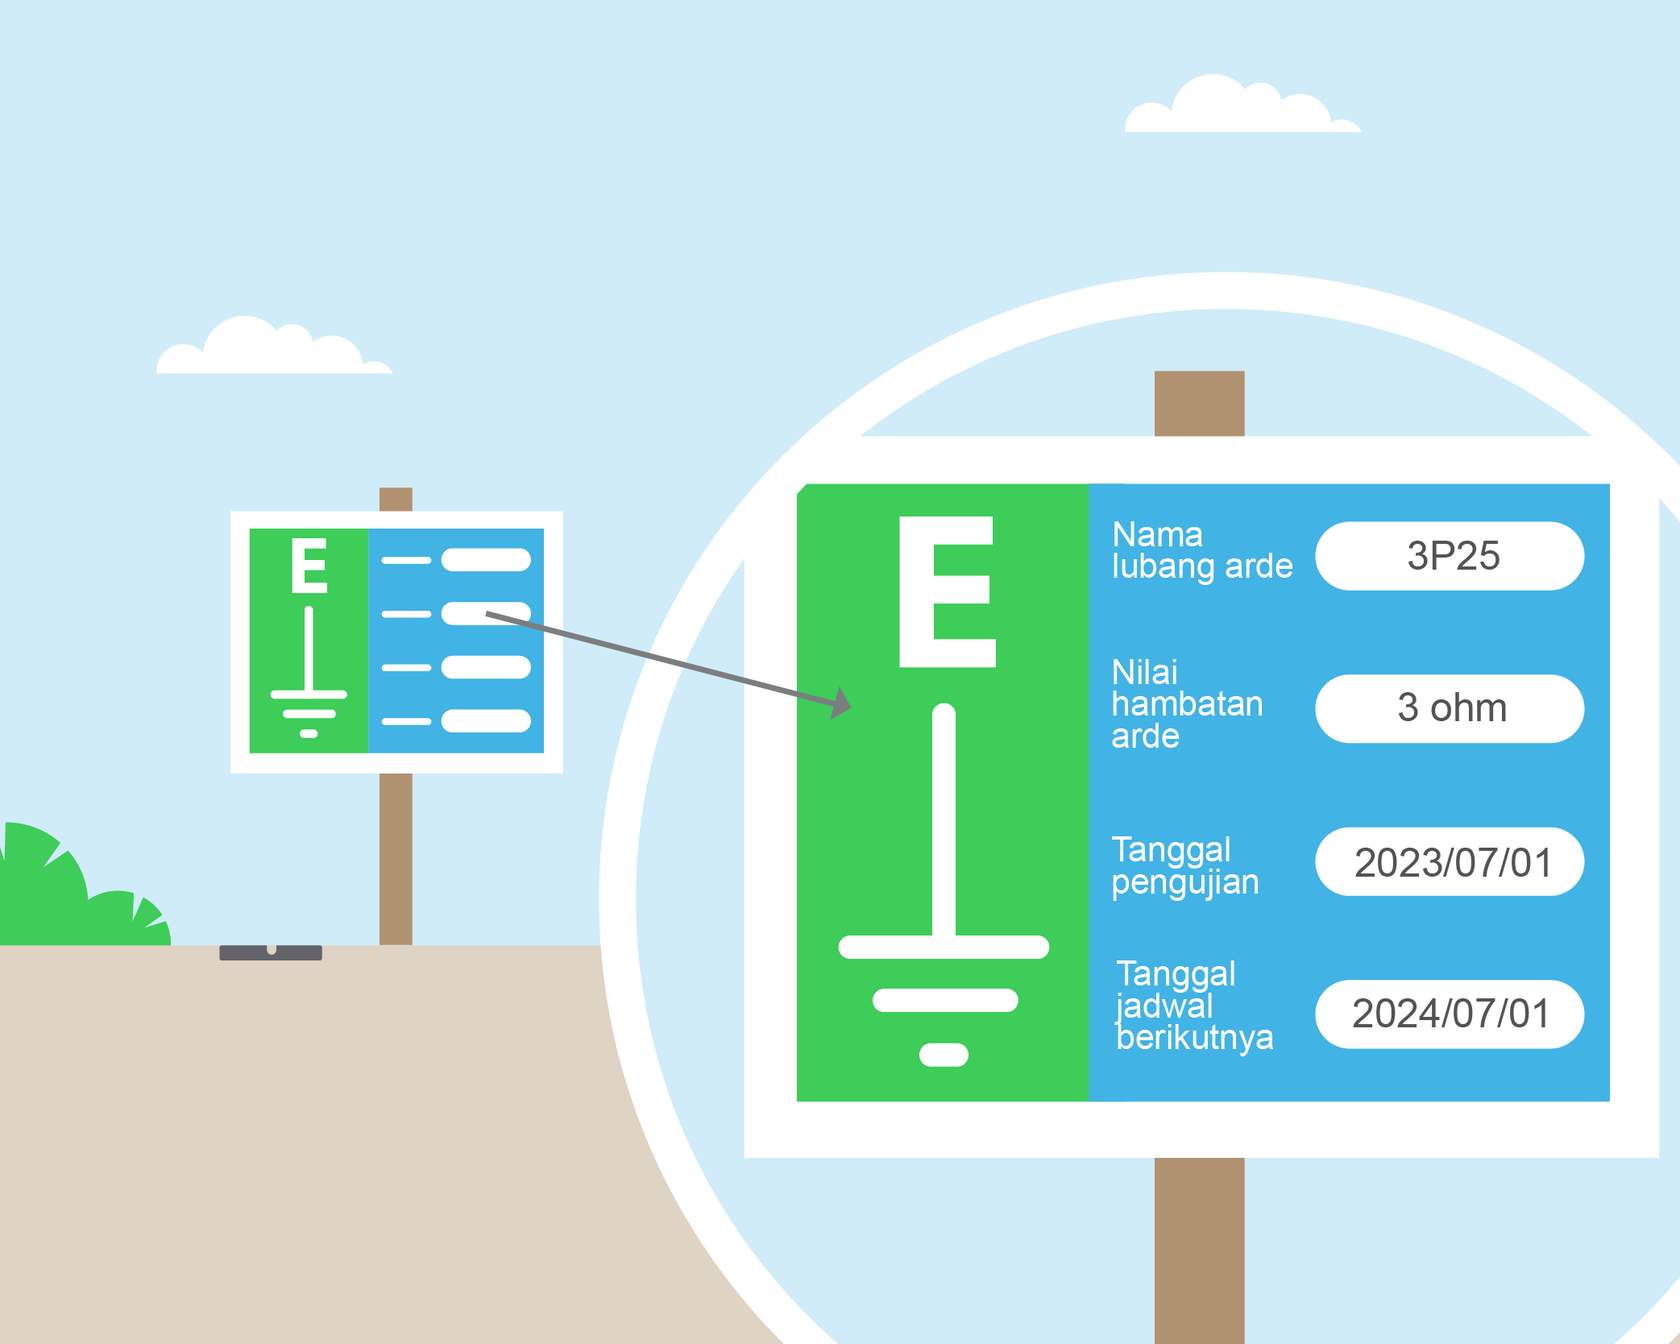 E
E
Nama
lubang arde
3P25
Nilai
hambatan
arde
3 ohm
Tanggal
pengujian
2023/07/01
Tanggal
jadwal
berikutnya
2024/07/01